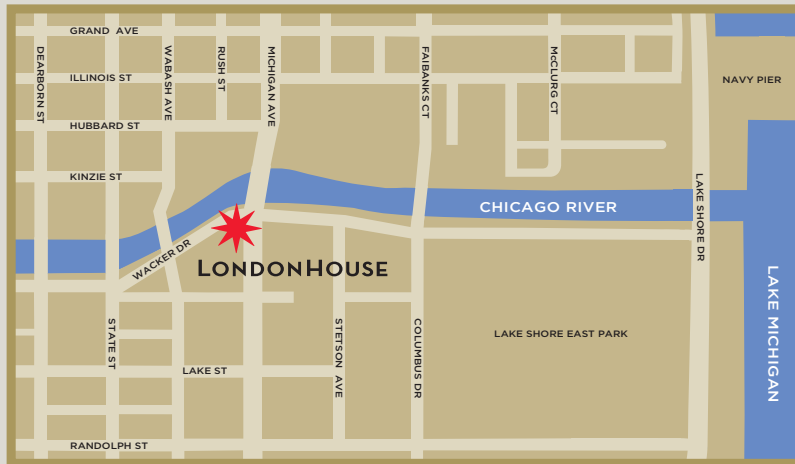 GRAND AVE
DEARBORN ST
WABASH AVE
RUSH ST
MICHIGAN AVE
FAIBANKS CT
McCLURG CT
ILLINOIS ST
NAVY PIER
HUBBARD ST
KINZIE ST
LAKE SHORE DR
CHICAGO RIVER
WACKER DR
LONDONHOUSE
LAKE MICHIGAN
STATE ST
STETSON AVE
COLUMBUS DR
LAKE SHORE EAST PARK
LAKE ST
RANDOLPH ST